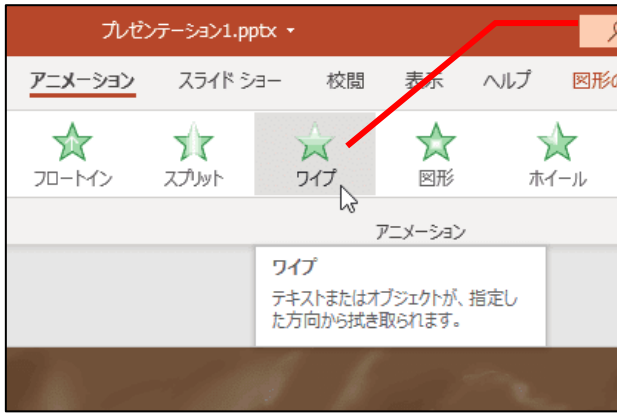 プレゼンテーション1.pptx
アニメーション スライド ショー 校閲 表示 ヘルプ 図形の
フロートイン スプリット ワイプ 図形 ホイール
アニメーション
ワイプ
テキストまたはオブジェクトが、指定し
た方向から拭き取られます。